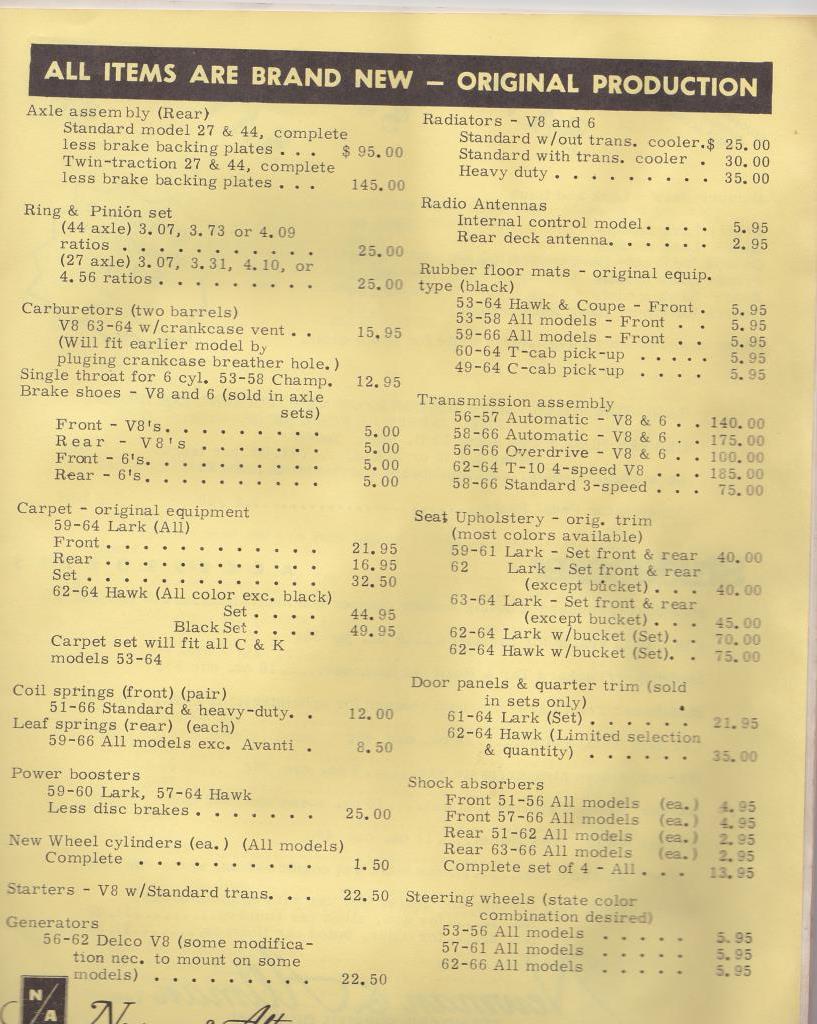 ALL ITEMS ARE BRAND NEW — ORIGINAL PRODUCTION
Axle assembly (Rear)
Standard model 27 & 44, complete
less brake backing plates . . . $ 95.00
Twin-traction 27 & 44, complete
less brake backing plates . . . 145.00
Ring & Pinión set
(44 axle) 3.07, 3.73 or 4.09
ratios . . . . . . . . . . . 25.00
(27 axle) 3.07, 3.31, 4.10, or
4.56 ratios . . . . . . . . . 25.00
Carburetors (two barrels)
V8 63-64 w/crankcase vent . . 15.95
(Will fit earlier model by
pluging crankcase breather hole.)
Single throat for 6 cyl. 53-58 Champ. 12.95
Brake shoes - V8 and 6 (sold in axle
sets)
Front - V8's. . . . . . . . . 5.00
Rear - V8's . . . . . . . 5.00
Front - 6's. . . . . . . . . . 5.00
Rear - 6's. . . . . . . . . . 5.00
Carpet - original equipment
59-64 Lark (All)
Front . . . . . . . . . . . . 21.95
Rear . . . . . . . . . . . . 16.95
Set . . . . . . . . . . . . . 32.50
62-64 Hawk (All color exc. black)
Set . . . . 44.95
Black Set . . . . 49.95
Carpet set will fit all C & K
models 53-64
Coil springs (front) (pair)
51-66 Standard & heavy-duty. . 12.00
Leaf springs (rear) (each)
59-66 All models exc. Avanti . 8.50
Power boosters
59-60 Lark, 57-64 Hawk
Less disc brakes . . . . . . . 25.00
New Wheel cylinders (ea.) (All models)
Complete . . . . . . . . . . 1.50
Starters - V8 w/Standard trans. . . 22.50
Generators
56-62 Delco V8 (some modifica-
tion nec. to mount on some
models) . . . . . . . . . 22.50
N/A
Radiators - V8 and 6
Standard w/out trans. cooler.$ 25.00
Standard with trans. cooler . 30.00
Heavy duty . . . . . . . . . 35.00
Radio Antennas
Internal control model. . . . 5.95
Rear deck antenna. . . . . . 2.95
Rubber floor mats - original equip.
type (black)
53-64 Hawk & Coupe - Front . 5.95
53-58 All models - Front . . 5.95
59-66 All models - Front . . 5.95
60-64 T-cab pick-up . . . . . 5.95
49-64 C-cab pick-up . . . . 5.95
Transmission assembly
56-57 Automatic - V8 & 6 . . 140.00
58-66 Automatic - V8 & 6 . . 175.00
56-66 Overdrive - V8 & 6 . . 100.00
62-64 T-10 4-speed V8 . . . 185.00
58-66 Standard 3-speed . . . 75.00
Seat Upholstery - orig. trim
(most colors available)
59-61 Lark - Set front & rear 40.00
62 Lark - Set front & rear
(except bucket) . . . 40.00
63-64 Lark - Set front & rear
(except bucket) . . . 45.00
62-64 Lark w/bucket (Set). . 70.00
62-64 Hawk w/bucket (Set). . 75.00
Door panels & quarter trim (sold
in sets only)
61-64 Lark (Set) . . . . . . 21.95
62-64 Hawk (Limited selection
& quantity) . . . . . . 35.00
Shock absorbers
Front 51-56 All models (ea.) 4.95
Front 57-66 All models (ea.) 4.95
Rear 51-62 All models (ea.) 2.95
Rear 63-66 All models (ea.) 2.95
Complete set of 4 - All . . . 13.95
Steering wheels (state color
combination desired)
53-56 All models . . . . . 5.95
57-61 All models . . . . . 5.95
62-66 All models . . . . . 5.95